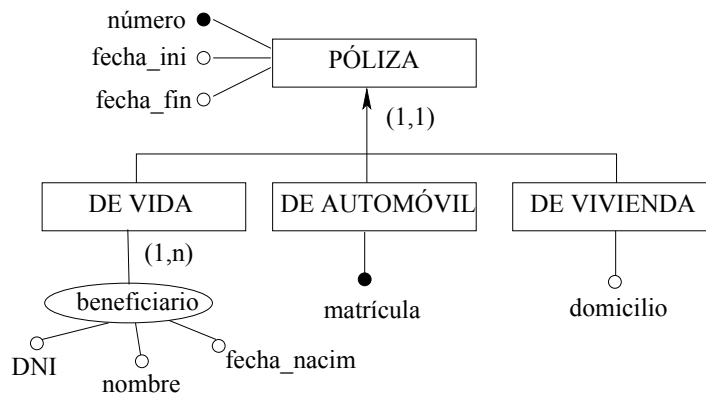 número
fecha_ini
PÓLIZA
fecha_fin
(1,1)
DE VIDA
DE AUTOMÓVIL
DE VIVIENDA
(1,n)
beneficiario
matrícula
domicilio
DNI
nombre
fecha_nacim